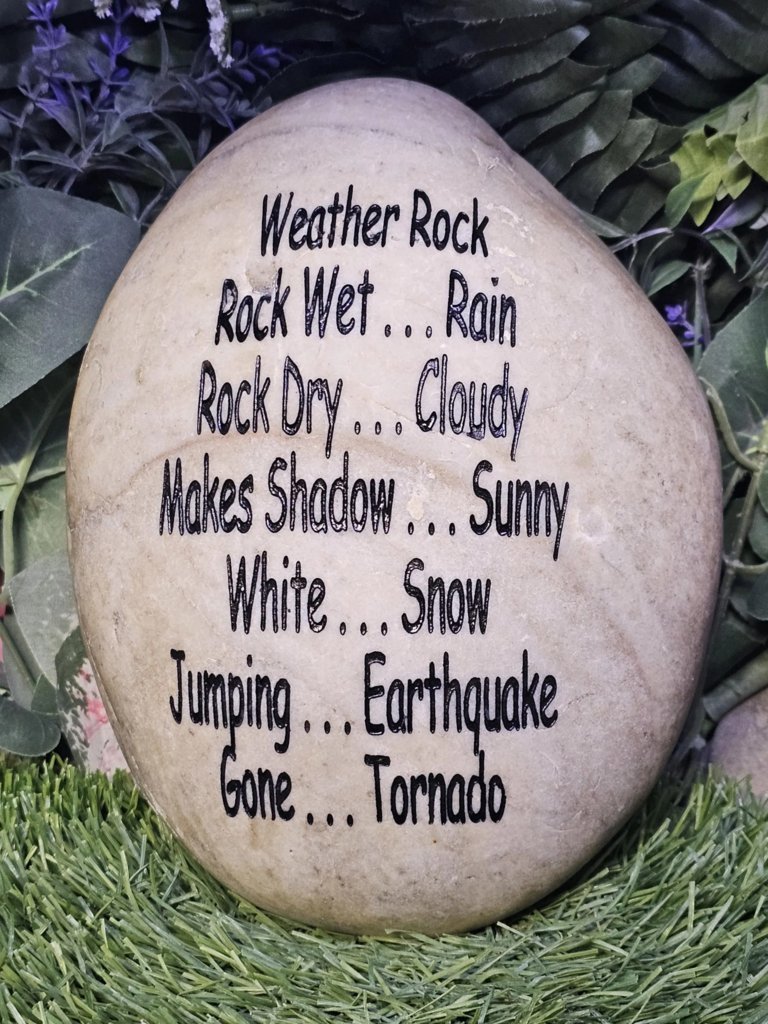 Weather Rock
Rock Wet . . . Rain
Rock Dry . . . Cloudy
Makes Shadow . . . Sunny
White . . . Snow
Jumping . . . Earthquake
Gone . . . Tornado